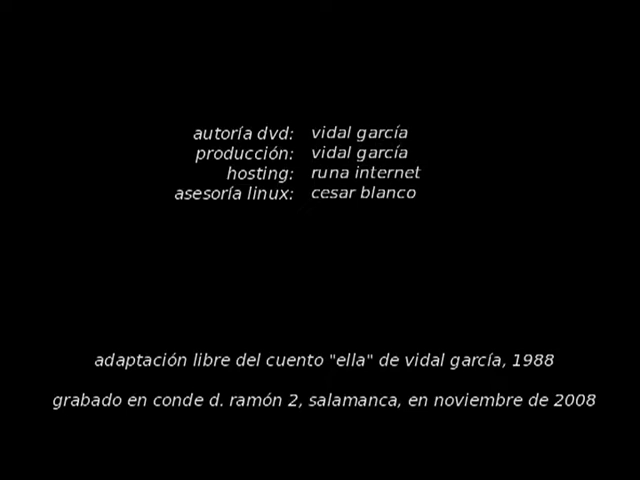 autoría dvd: vidal garcía
producción: vidal garcía
hosting: runa internet
asesoría linux: cesar blanco
adaptación libre del cuento "ella" de vidal garcía, 1988
grabado en conde d. ramón 2, salamanca, en noviembre de 2008